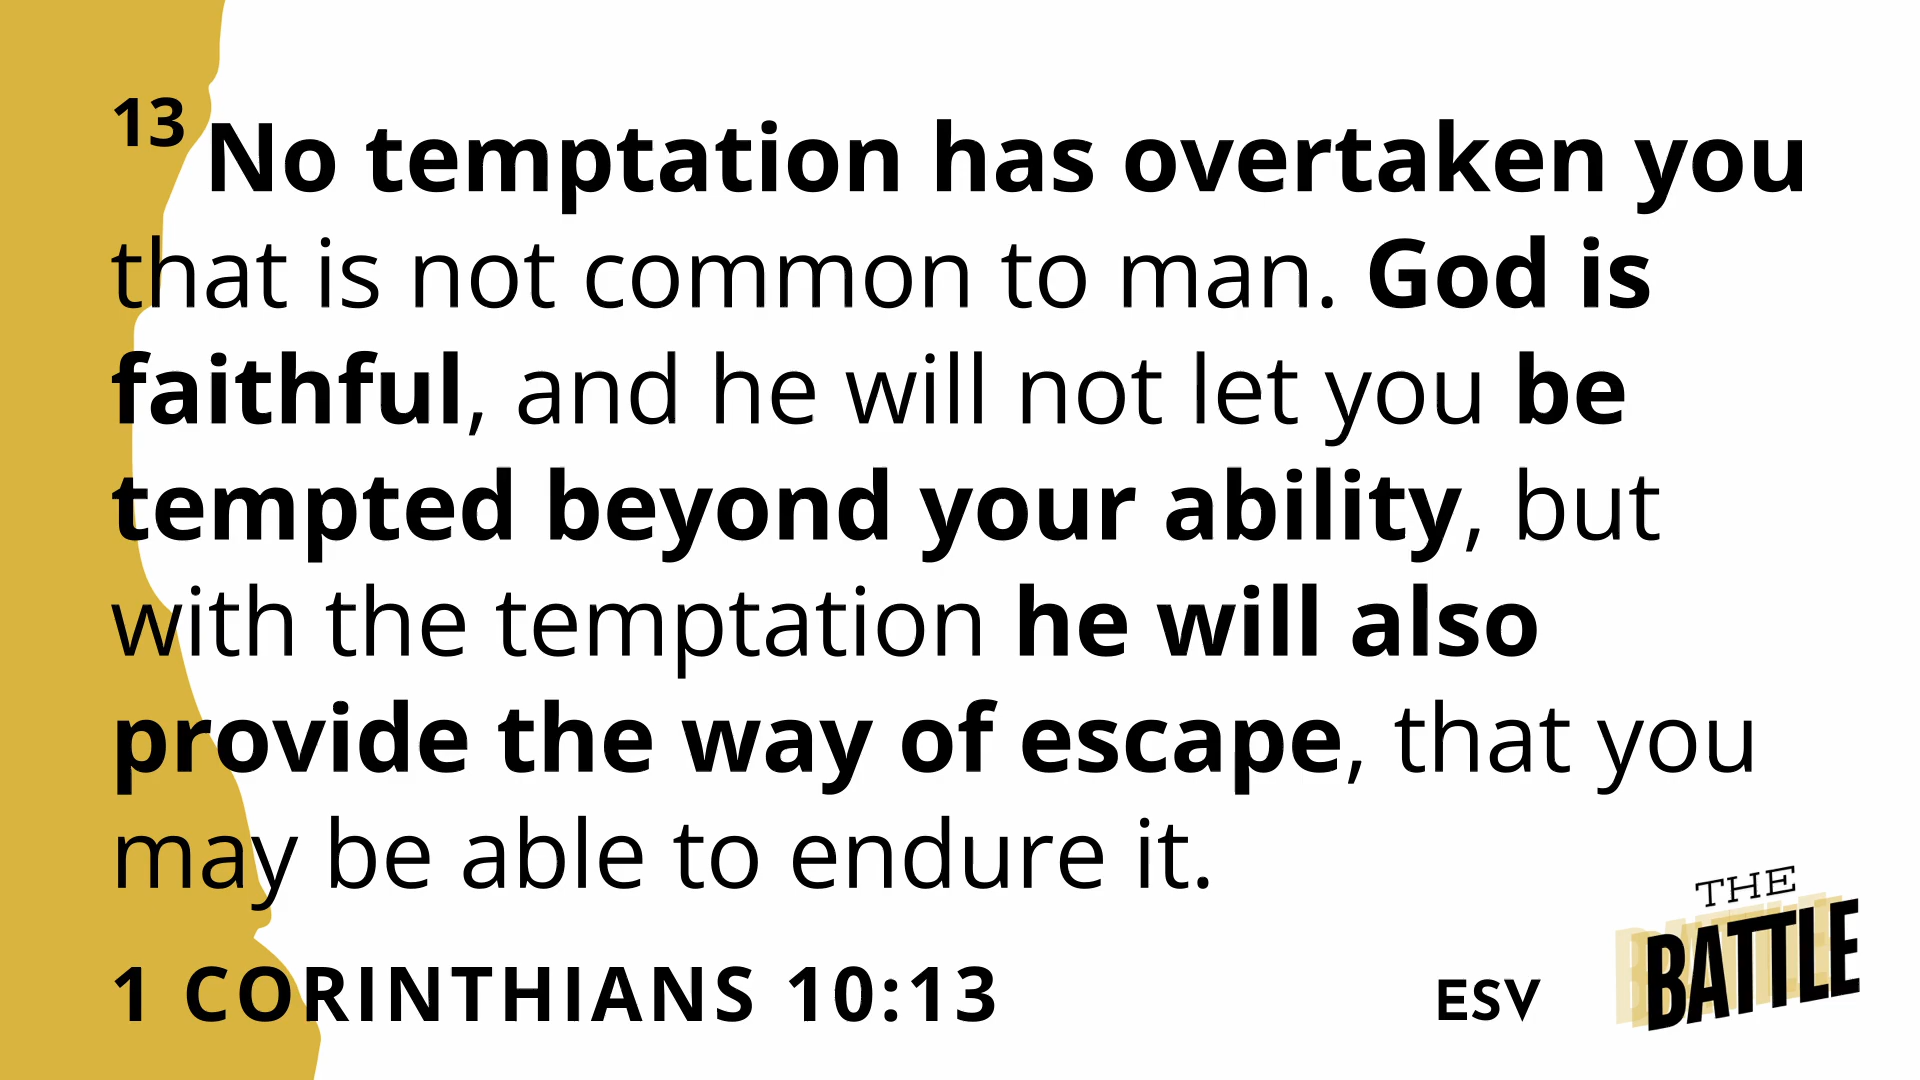 13 No temptation has overtaken you
that is not common to man. God is
faithful, and he will not let you be
tempted beyond your ability, but
with the temptation he will also
provide the way of escape, that you
may be able to endure it.
1 CORINTHIANS 10:13
ESV
THE
BATTLE